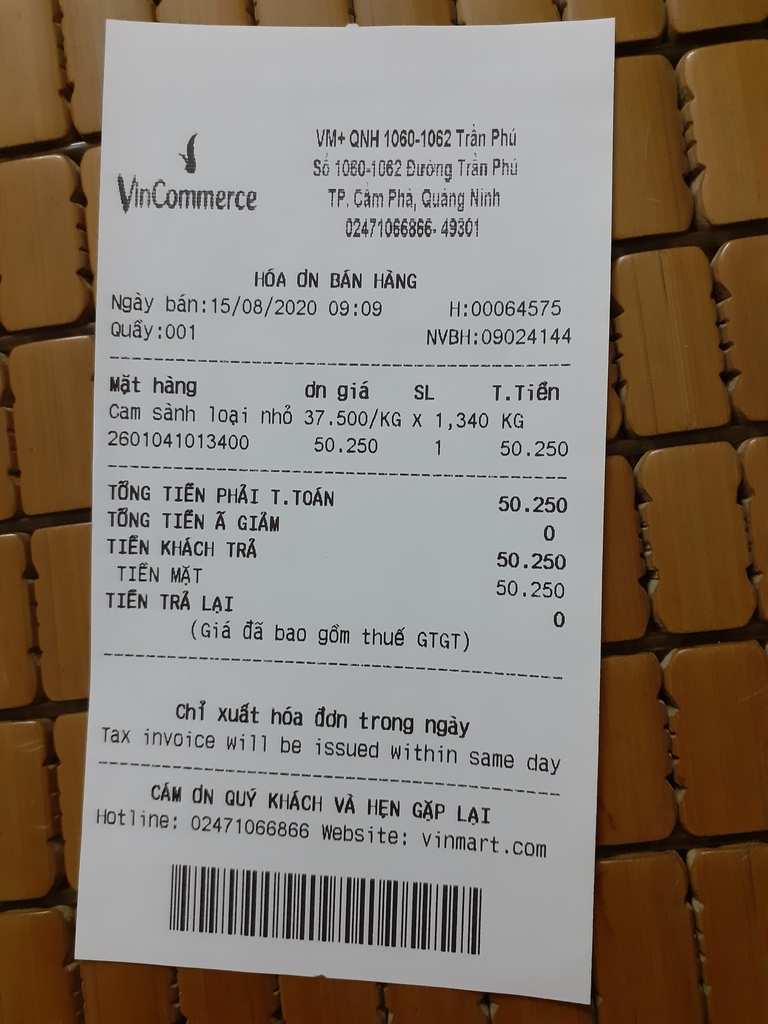 VinCommerce
VM+ QNH 1060-1062 Trần Phú
Số 1060-1062 Đường Trần Phú
TP. Cẩm Phả, Quảng Ninh
02471066866- 49301
HÓA ƠN BÁN HÀNG
Ngày bán:15/08/2020 09:09 H:00064575
Quầy:001 NVBH:09024144
Mặt hàng ơn giá SL T.Tiền
Cam sành loại nhỏ 37.500/KG X 1,340 KG
2601041013400 50.250 1 50.250
TỔNG TIỀN PHẢI T.TOÁN 50.250
TỔNG TIỀN Ã GIẢM 0
TIỀN KHÁCH TRẢ 50.250
TIỀN MẶT 50.250
TIỀN TRẢ LẠI 0
(Giá đã bao gồm thuế GTGT)
Chỉ xuất hóa đơn trong ngày
Tax invoice will be issued within same day
CẢM ƠN QUÝ KHÁCH VÀ HẸN GẶP LẠI
Hotline: 02471066866 Website: vinmart.com